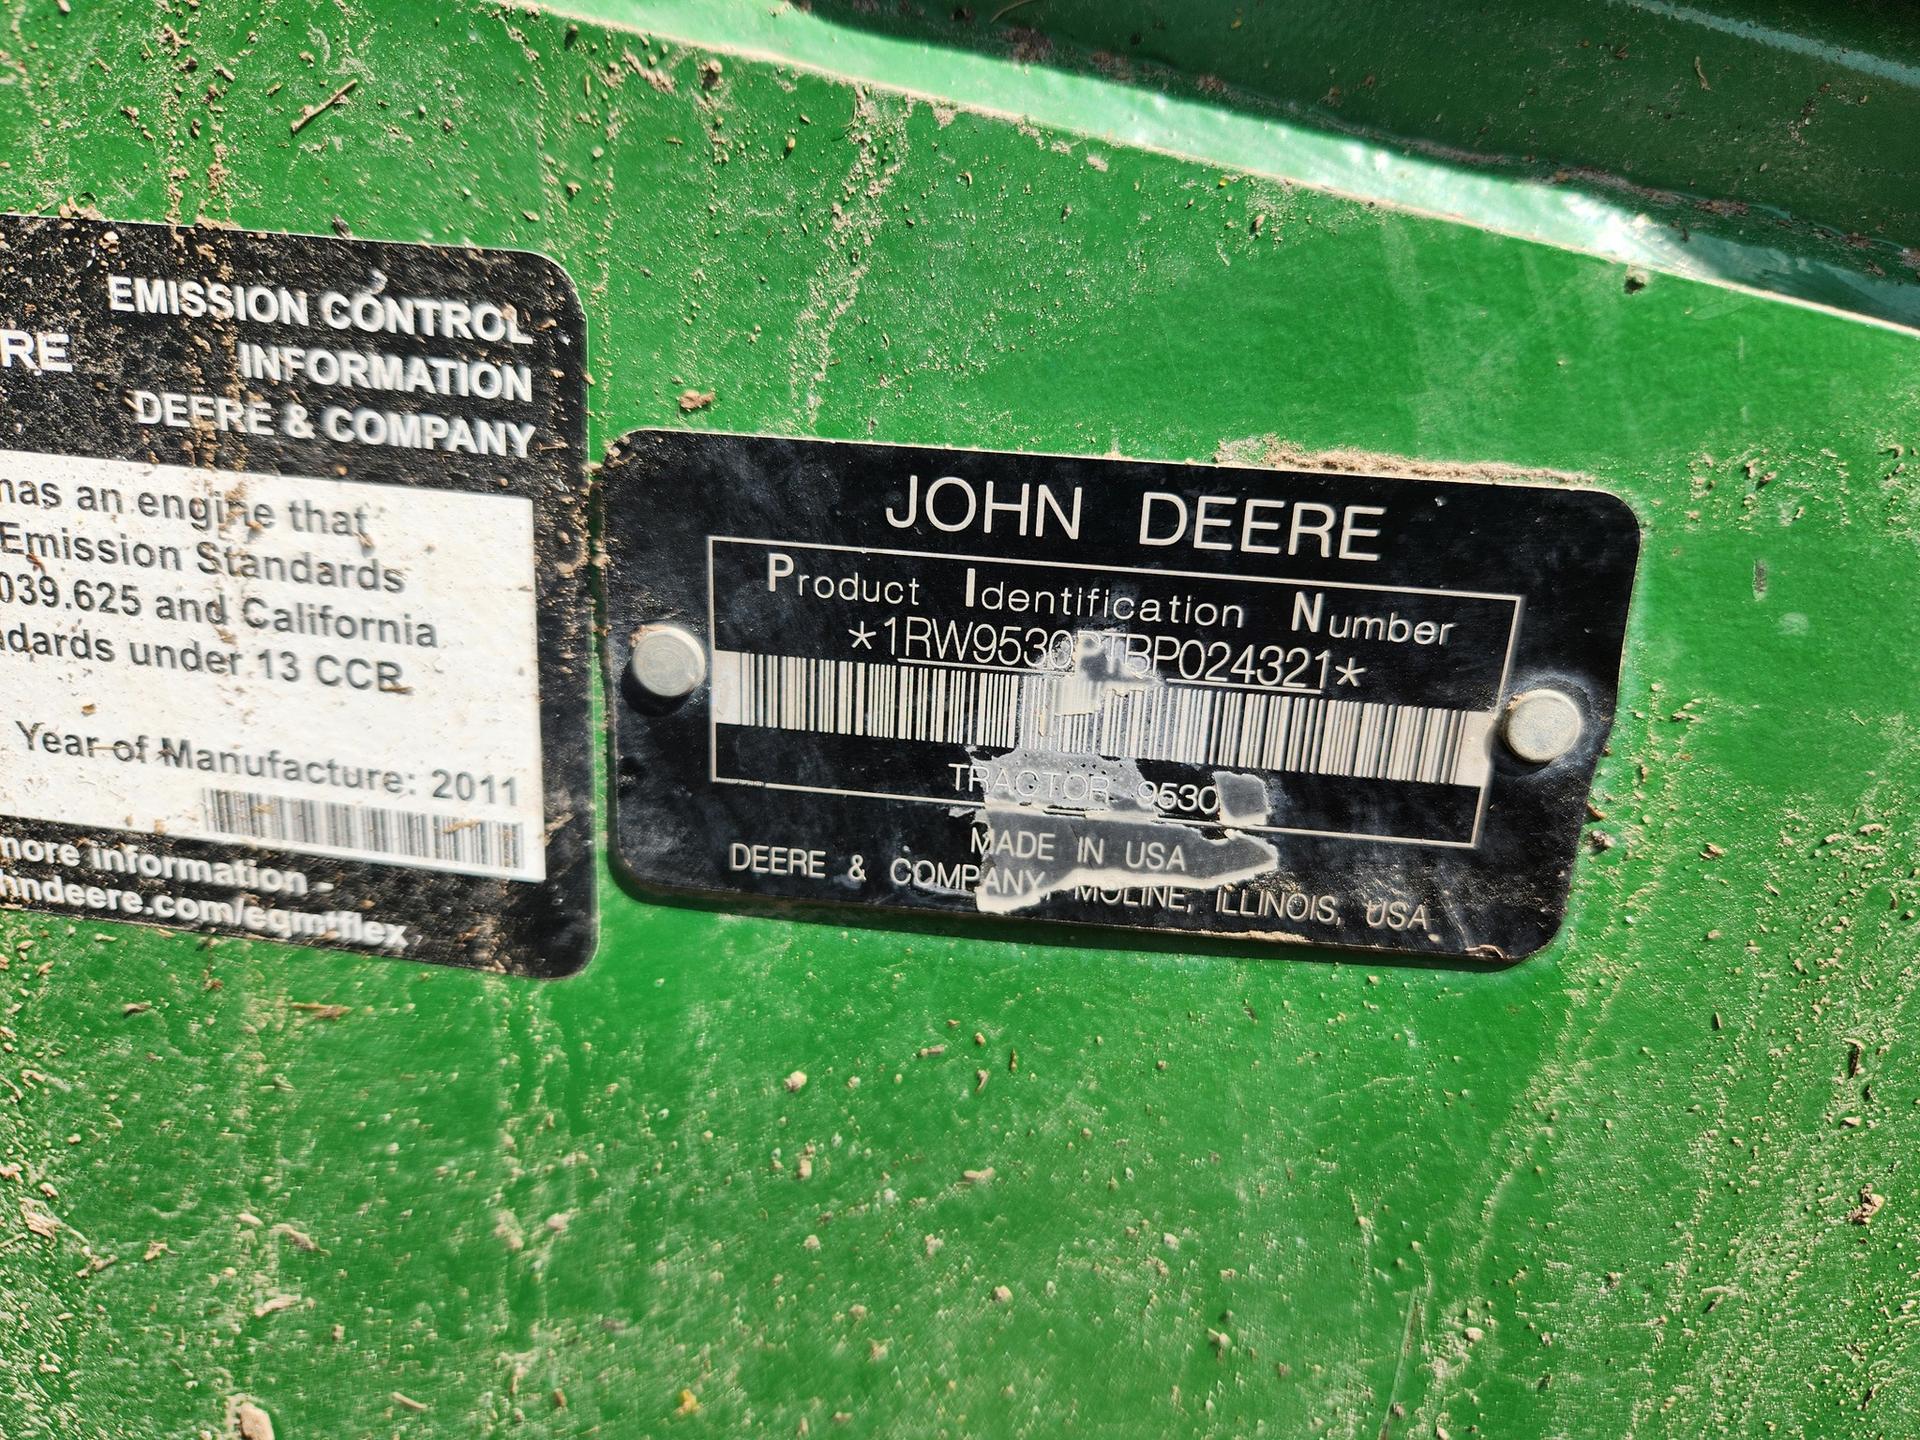 EMISSION CONTROL
INFORMATION
RE
DEERE & COMPANY
has an engine that
Emission Standards
039.625 and California
ndards under 13 CCR
Year of Manufacture: 2011
more information -
hndeere.com/eqmtflex
JOHN DEERE
Product Identification Number
*1RW9530PTBP024321*
TRACTOR 9530
MADE IN USA
DEERE & COMPANY, MOLINE, ILLINOIS, USA